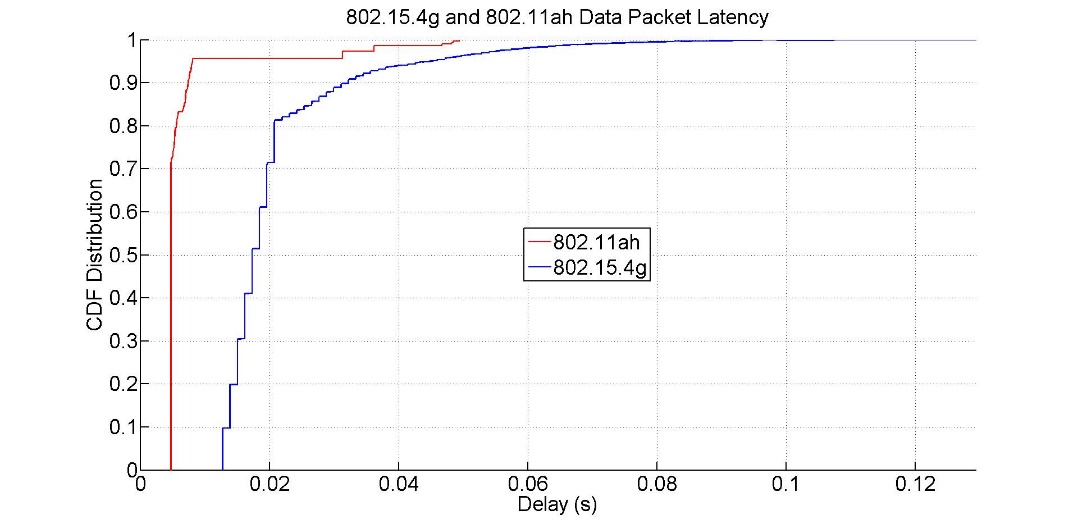 802.15.4g and 802.11ah Data Packet Latency
1
0.9
0.8
0.7
0.6
0.5
0.4
0.3
0.2
0.1
0
CDF Distribution
802.11ah
802.15.4g
0 0.02 0.04 0.06 0.08 0.1 0.12
Delay (s)